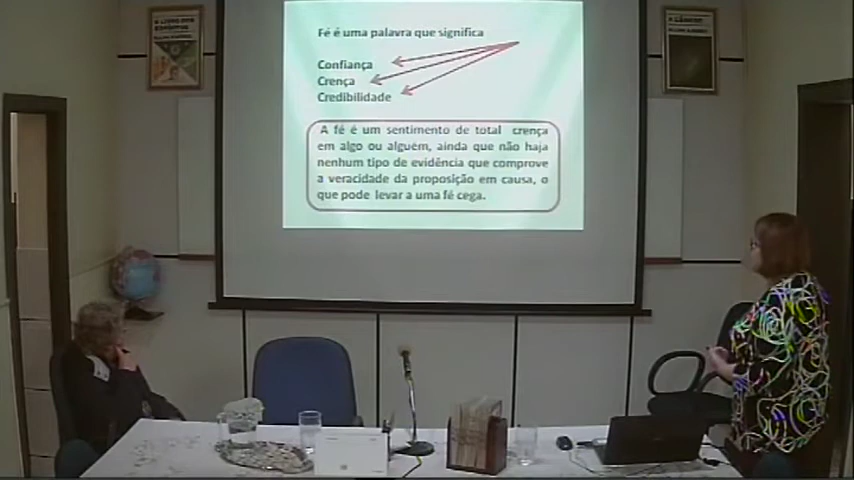 Fé é uma palavra que significa
Confiança
Crença
Credibilidade
A fé é um sentimento de total crença
em algo ou alguém, ainda que não haja
nenhum tipo de evidência que comprove
a veracidade da proposição em causa, o
que pode levar a uma fé cega.